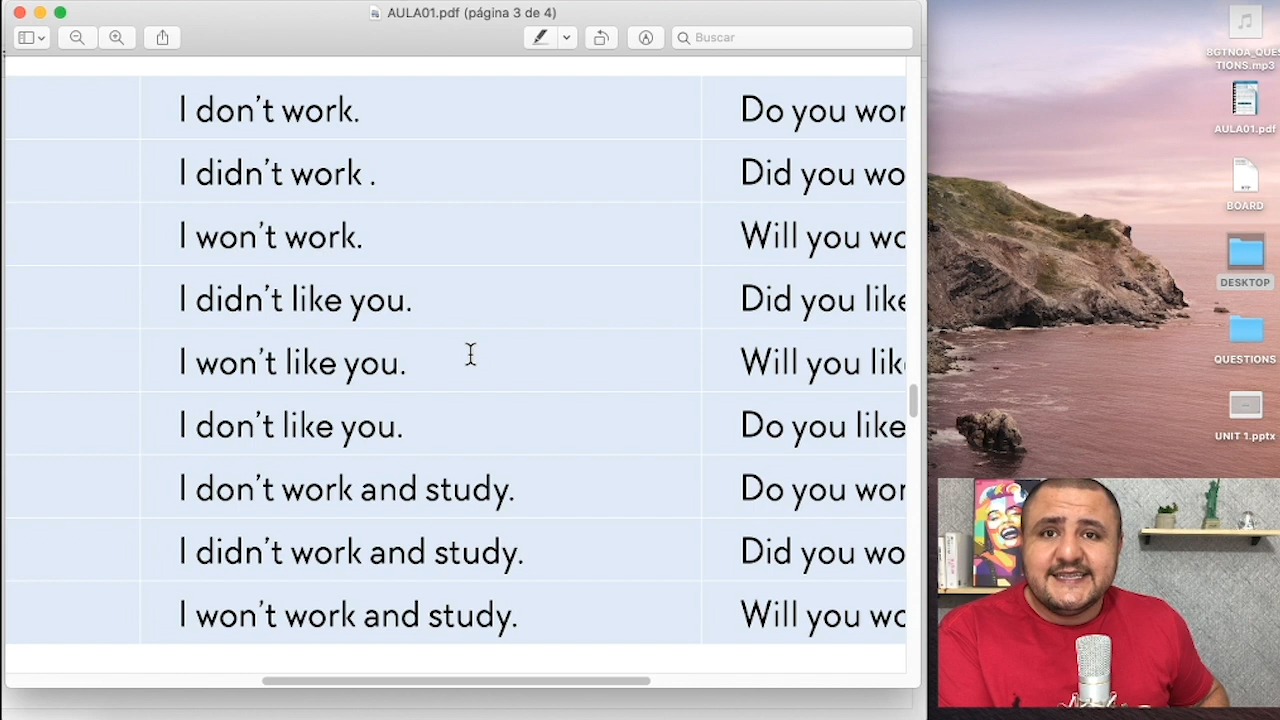 AULA01.pdf (página 3 de 4)
Buscar
I don't work.
Do you wor
I didn't work .
Did you wo
I won't work.
Will you wo
I didn't like you.
Did you like
I won't like you.
Will you lik
I don't like you.
Do you like
I don't work and study.
Do you wor
I didn't work and study.
Did you wo
I won't work and study.
Will you wo
BGTNOA_QUES
TIONS.mp3
AULA01.pdf
BOARD
DESKTOP
QUESTIONS
UNIT 1.pptx